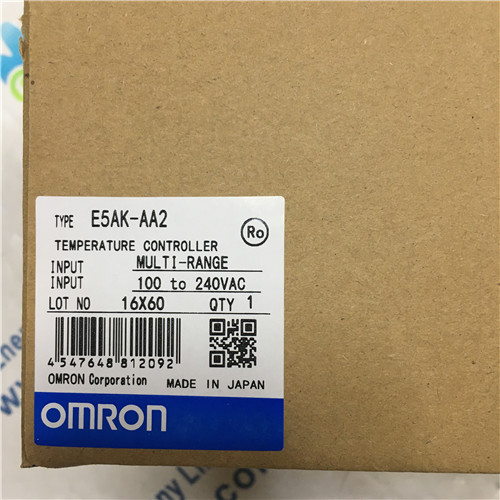 TYPE E5AK-AA2
Ro
TEMPERATURE CONTROLLER
INPUT MULTI-RANGE
INPUT 100 to 240VAC
LOT NO 16X60 QTY 1
4 547648 812092
OMRON Corporation MADE IN JAPAN
OMRON